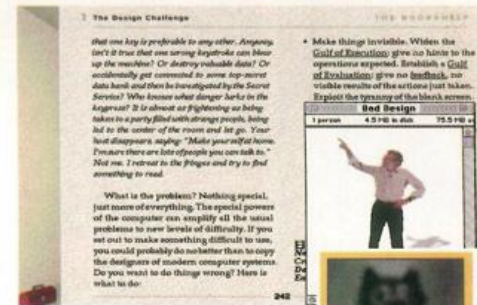 The Design Challenge
THE BOOKSHELF
that one key is preferable to any other. Anyway,
isn't it true that one wrong keystroke can blow
up the machine? Or destroy valuable data? Or
accidentally get connected to some top-secret
data bank and then be investigated by the Secret
Service? Who knows what danger lurks in the
keypress? It is almost as frightening as being
taken to a party filled with strange people, being
led to the center of the room and let go. Your
host disappears, saying: "Make yourself at home.
I'm sure there are lots of people you can talk to."
Not me. I retreat to the fringes and try to find
something to read.
What is the problem? Nothing special,
just more of everything. The special powers
of the computer can amplify all the usual
problems to new levels of difficulty. If you
set out to make something difficult to use,
you could probably do no better than to copy
the designers of modern computer systems.
Do you want to do things wrong? Here is
what to do:
242
• Make things invisible. Widen the
Gulf of Execution: give no hints to the
operations expected. Establish a Gulf
of Evaluation: give no feedback, no
visible results of the actions just taken.
Exploit the tyranny of the blank screen.
Bad Design
1 person
4.5 MB in disk
75.5 MB